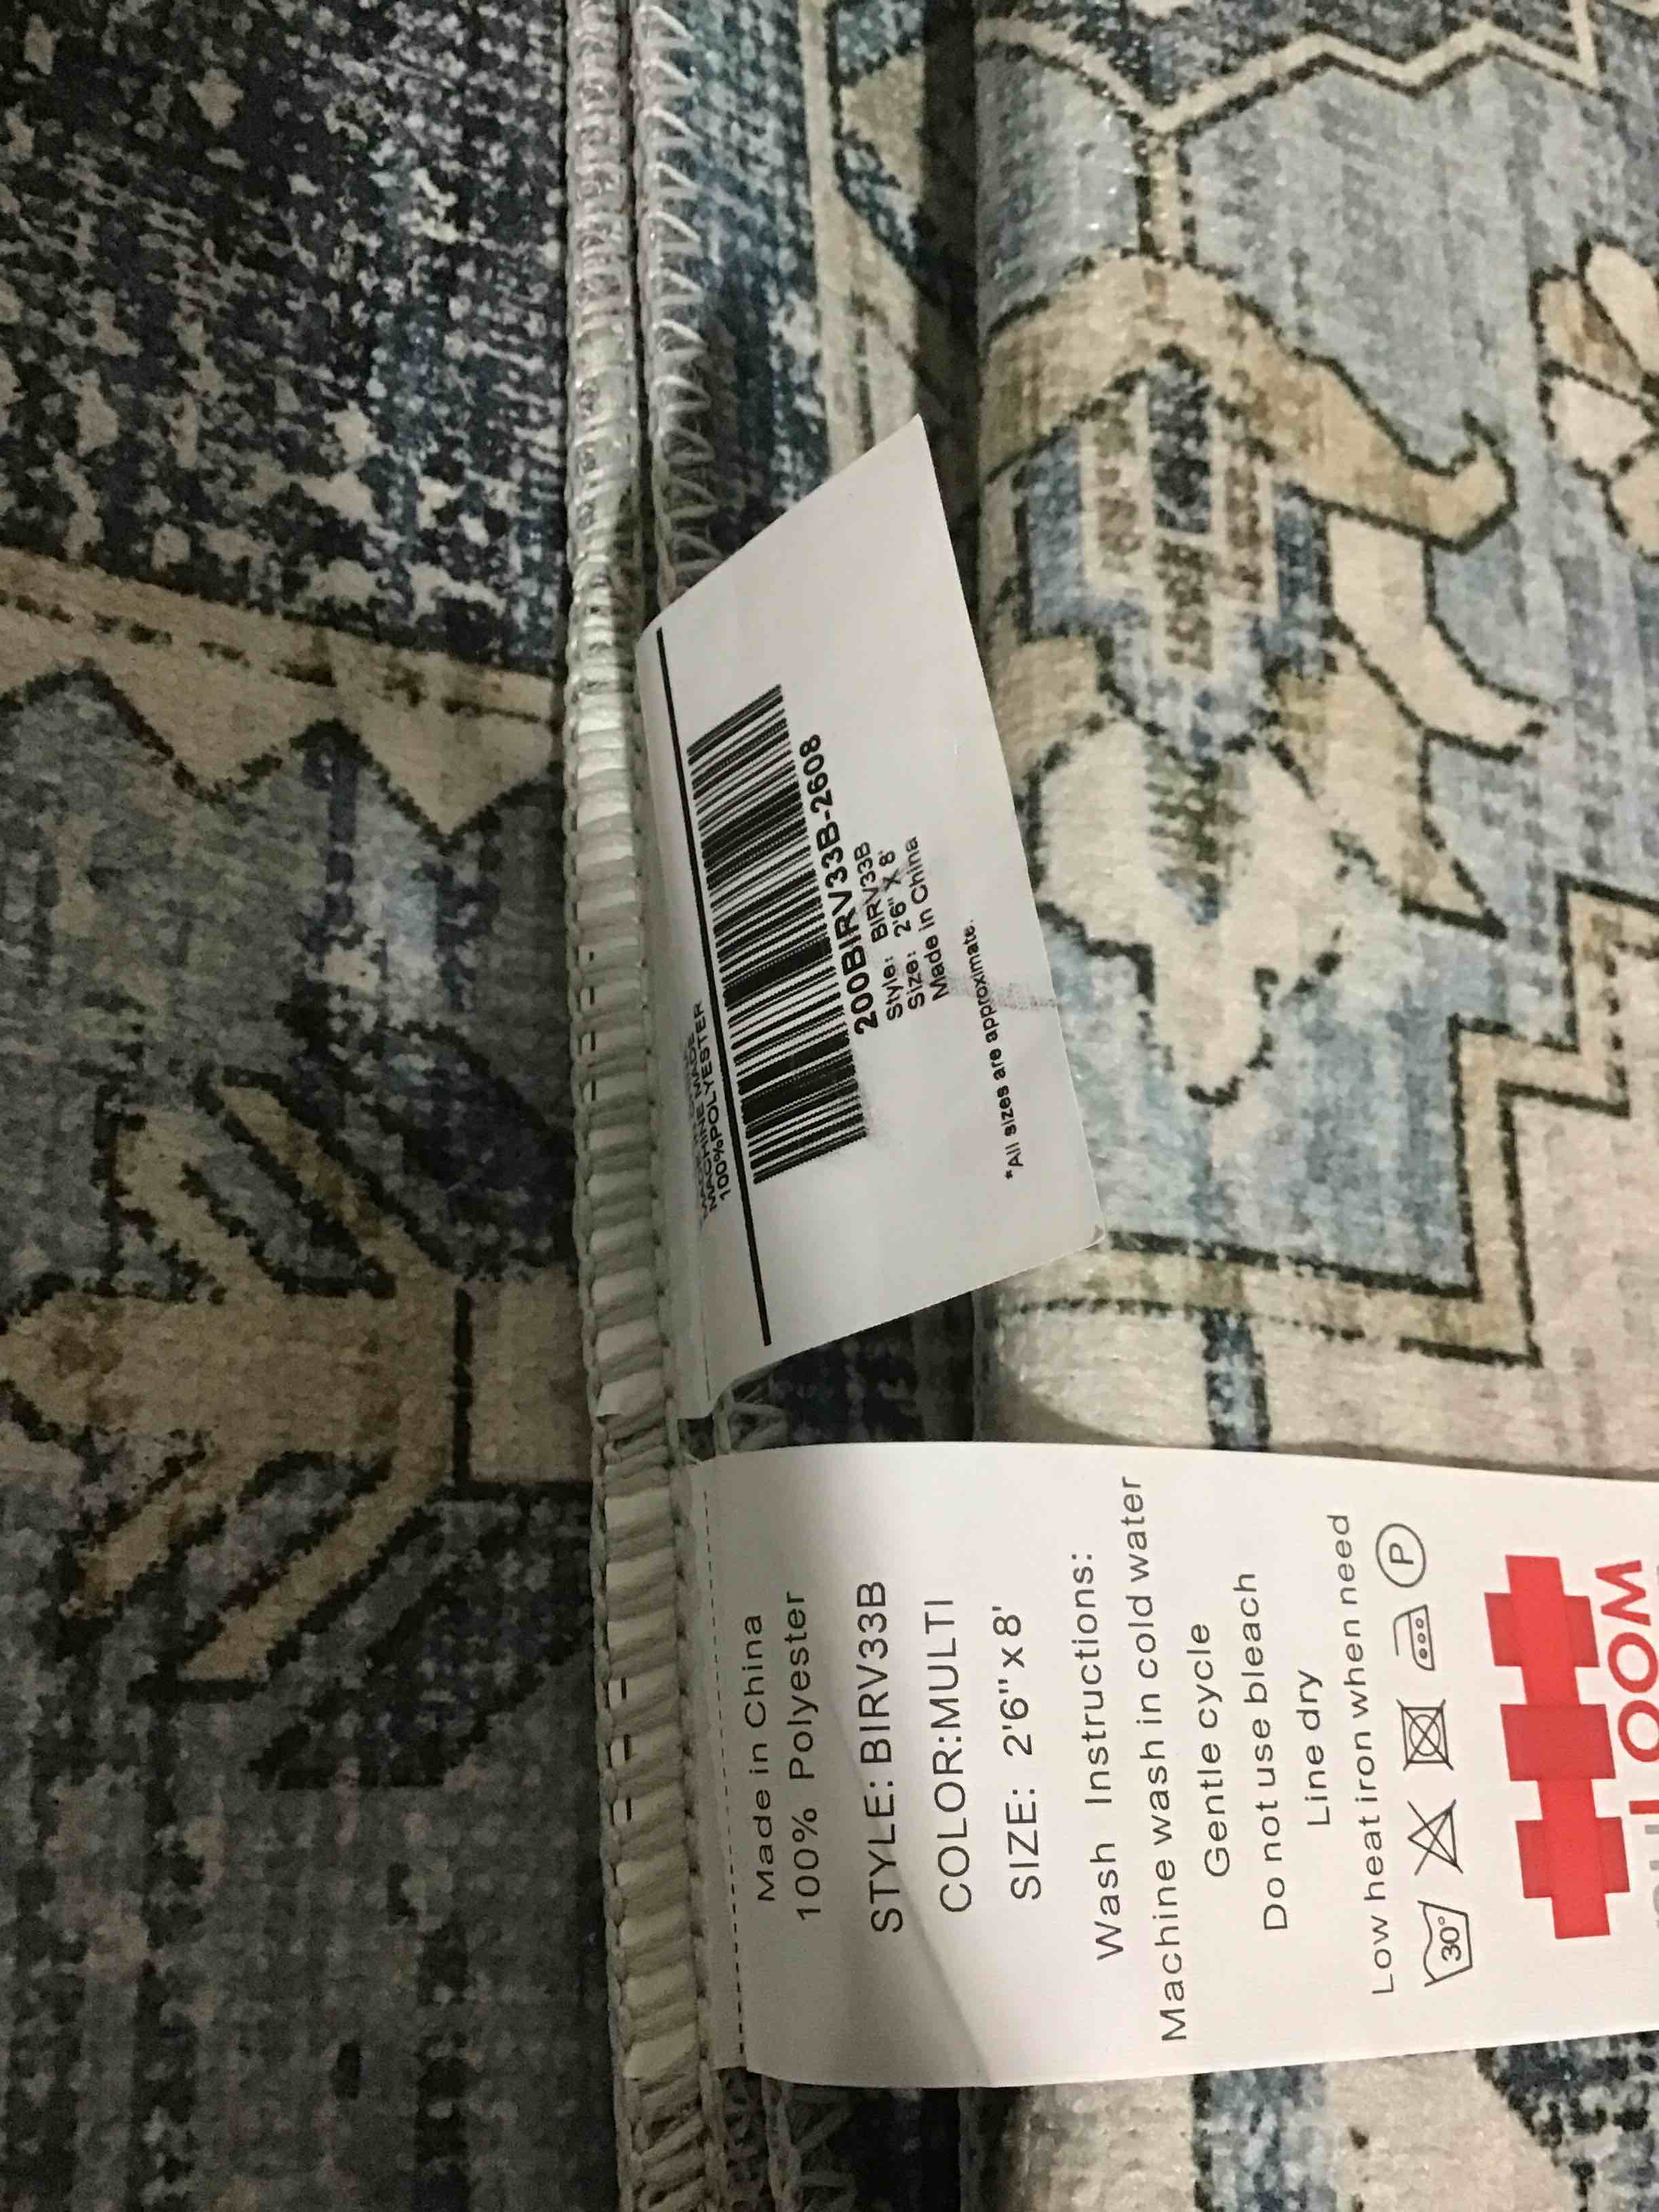 MACHINE MADE
100%POLYESTER
200BIRV33B-2608
Style: BIRV33B
Size: 2'6" X 8'
Made in China
*All sizes are approximate.
Made in China
100% Polyester
STYLE: BIRV33B
COLOR:MULTI
SIZE: 2'6" x 8'
Wash Instructions:
Machine wash in cold water
Gentle cycle
Do not use bleach
Line dry
Low heat iron when need
30°
P